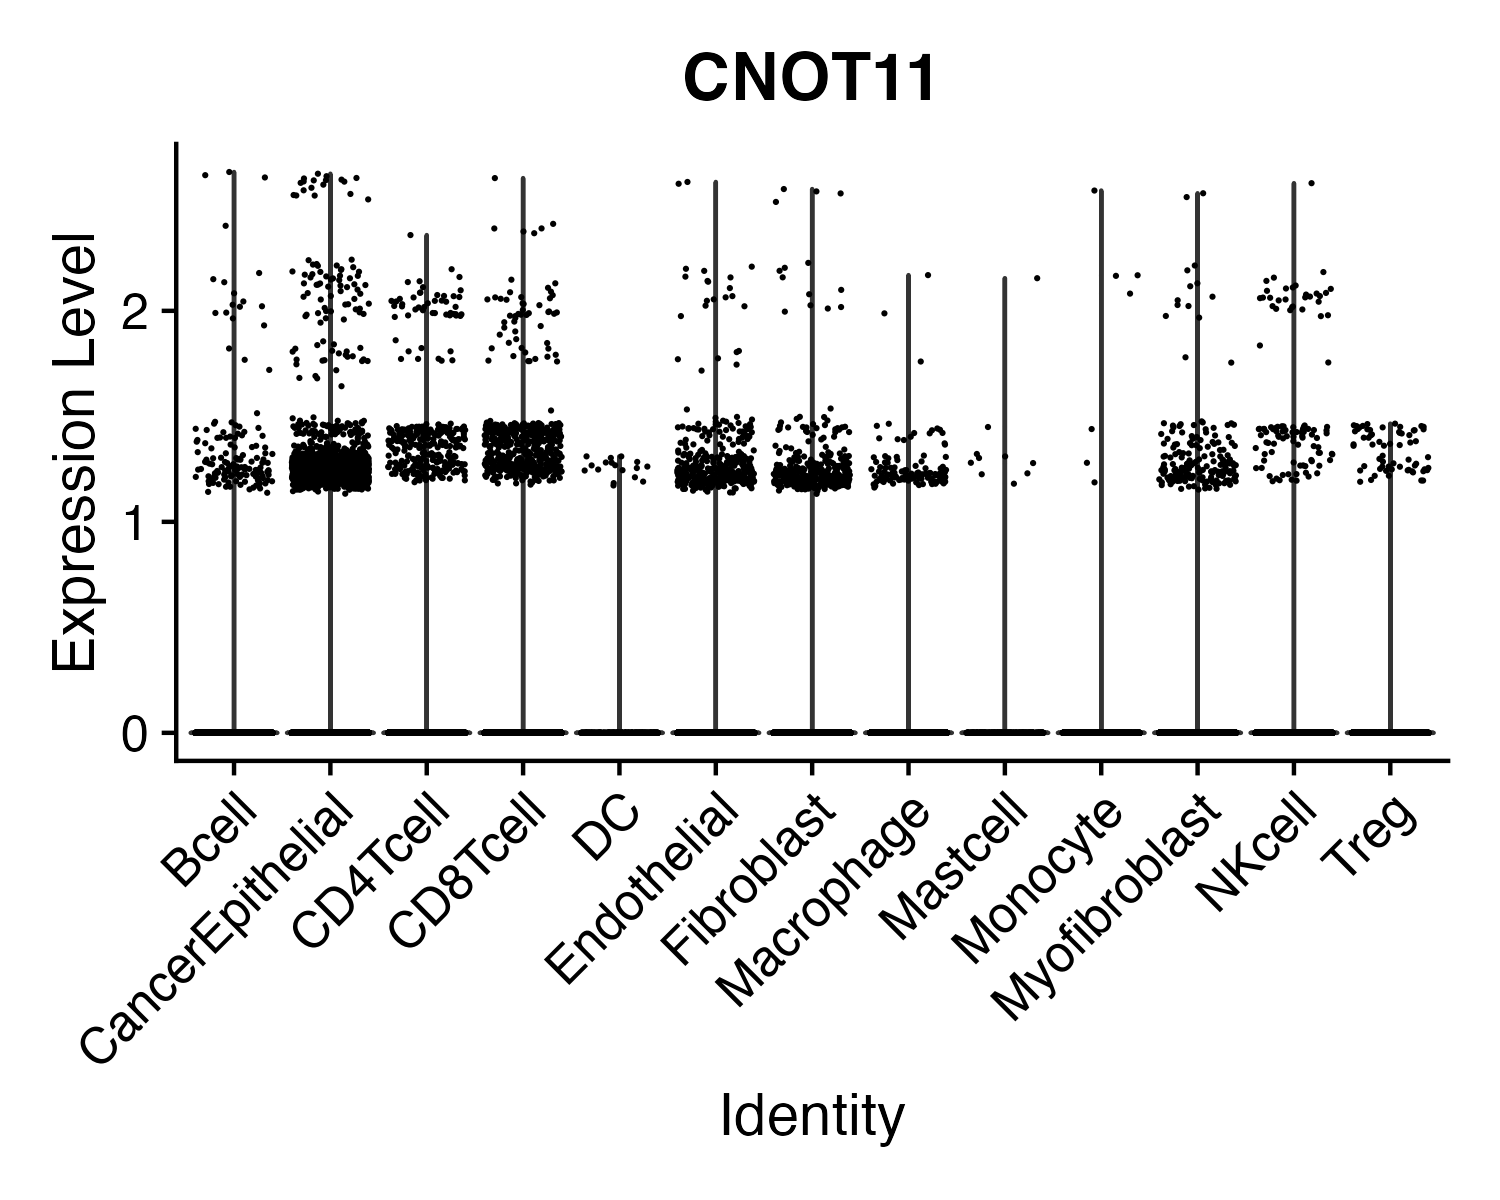 CNOT11
Expression Level
2
1
0
Bcell
CancerEpithelial
CD4Tcell
CD8Tcell
DC
Endothelial
Fibroblast
Macrophage
Mastcell
Monocyte
Myofibroblast
NKcell
Treg
Identity